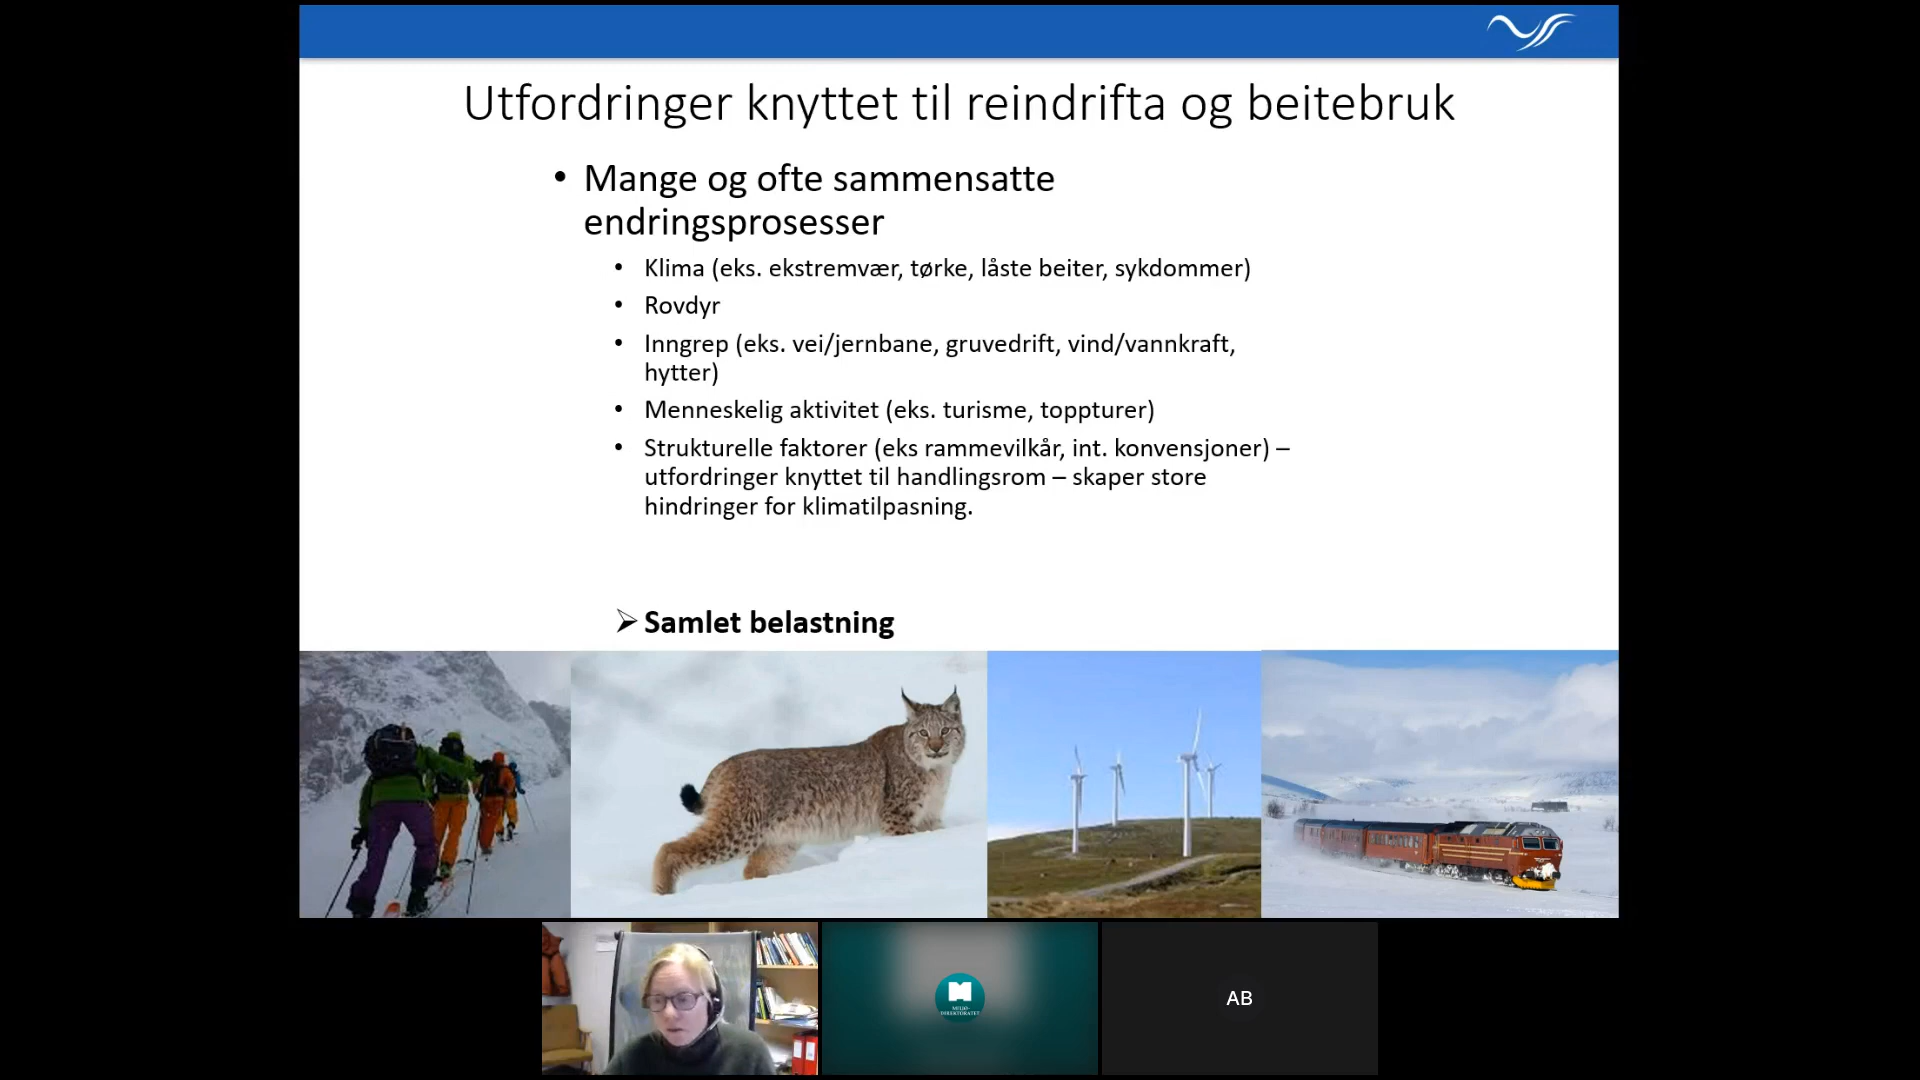 Utfordringer knyttet til reindrifta og beitebruk
• Mange og ofte sammensatte
endringsprosesser
• Klima (eks. ekstremvær, tørke, låste beiter, sykdommer)
• Rovdyr
• Inngrep (eks. vei/jernbane, gruvedrift, vind/vannkraft,
hytter)
• Menneskelig aktivitet (eks. turisme, toppturer)
• Strukturelle faktorer (eks rammevilkår, int. konvensjoner) –
utfordringer knyttet til handlingsrom – skaper store
hindringer for klimatilpasning.
➢ Samlet belastning
MILJØ-
DIREKTORATET
AB